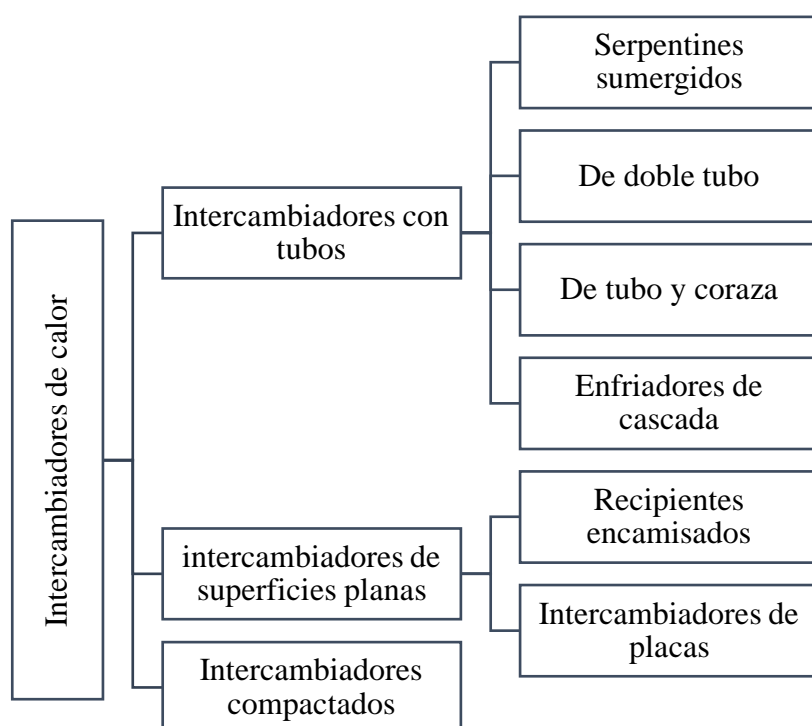 Intercambiadores de calor
Intercambiadores con
tubos
Serpentines
sumergidos
De doble tubo
De tubo y coraza
Enfriadores de
cascada
intercambiadores de
superficies planas
Recipientes
encamisados
Intercambiadores de
placas
Intercambiadores
compactados